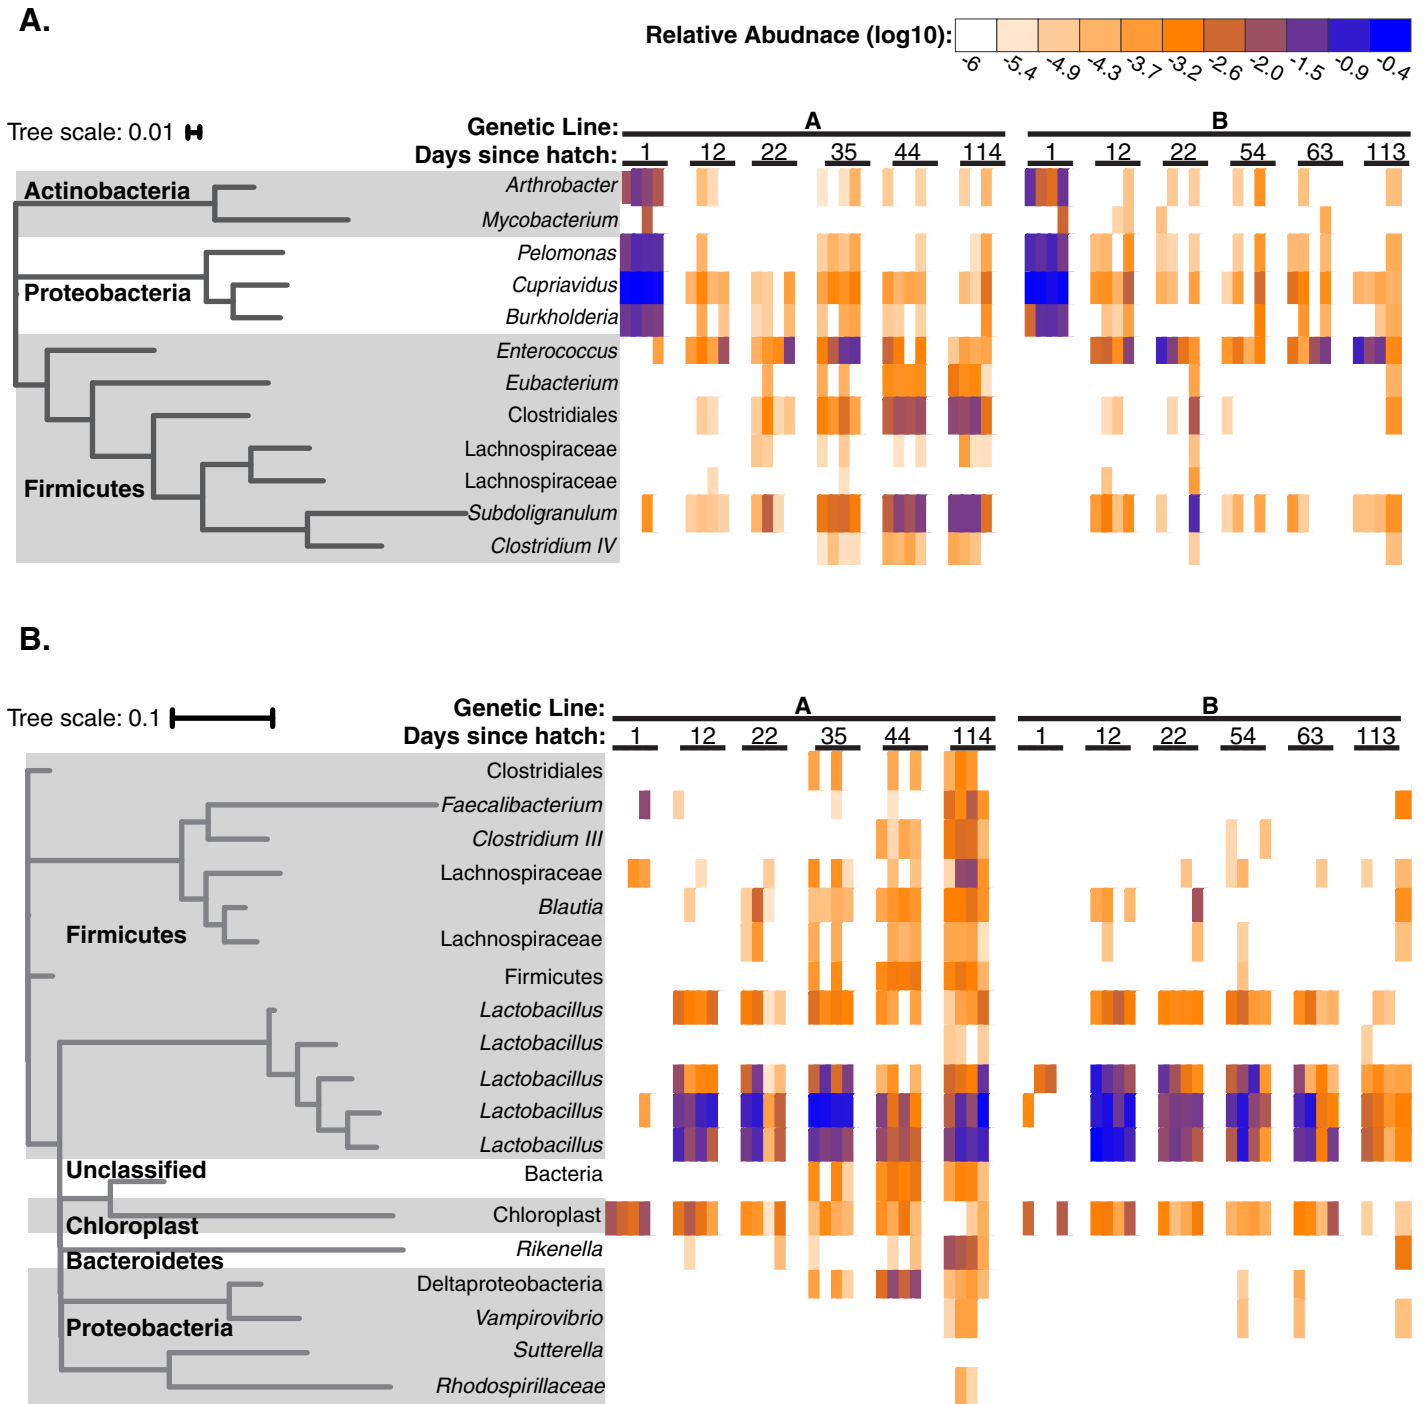 A.
Relative Abudnace (log10):
-6 -5.4 -4.9 -4.3 -3.7 -3.2 -2.6 -2.0 -1.5 -0.9 -0.4
Tree scale: 0.01
Genetic Line: A B
Days since hatch: 1 12 22 35 44 114 1 12 22 54 63 113
Actinobacteria
Arthrobacter
Mycobacterium
Pelomonas
Proteobacteria
Cupriavidus
Burkholderia
Enterococcus
Eubacterium
Clostridiales
Lachnospiraceae
Firmicutes
Lachnospiraceae
Subdoligranulum
Clostridium IV
B.
Tree scale: 0.1
Genetic Line: A B
Days since hatch: 1 12 22 35 44 114 1 12 22 54 63 113
Clostridiales
Faecalibacterium
Clostridium III
Lachnospiraceae
Blautia
Firmicutes
Lachnospiraceae
Firmicutes
Lactobacillus
Lactobacillus
Lactobacillus
Lactobacillus
Lactobacillus
Unclassified
Bacteria
Chloroplast
Chloroplast
Rikenella
Bacteroidetes
Deltaproteobacteria
Vampirovibrio
Proteobacteria
Sutterella
Rhodospirillaceae